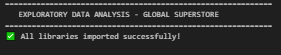 ================================================================
EXPLORATORY DATA ANALYSIS - GLOBAL SUPERSTORE
================================================================
✅ All libraries imported successfully!